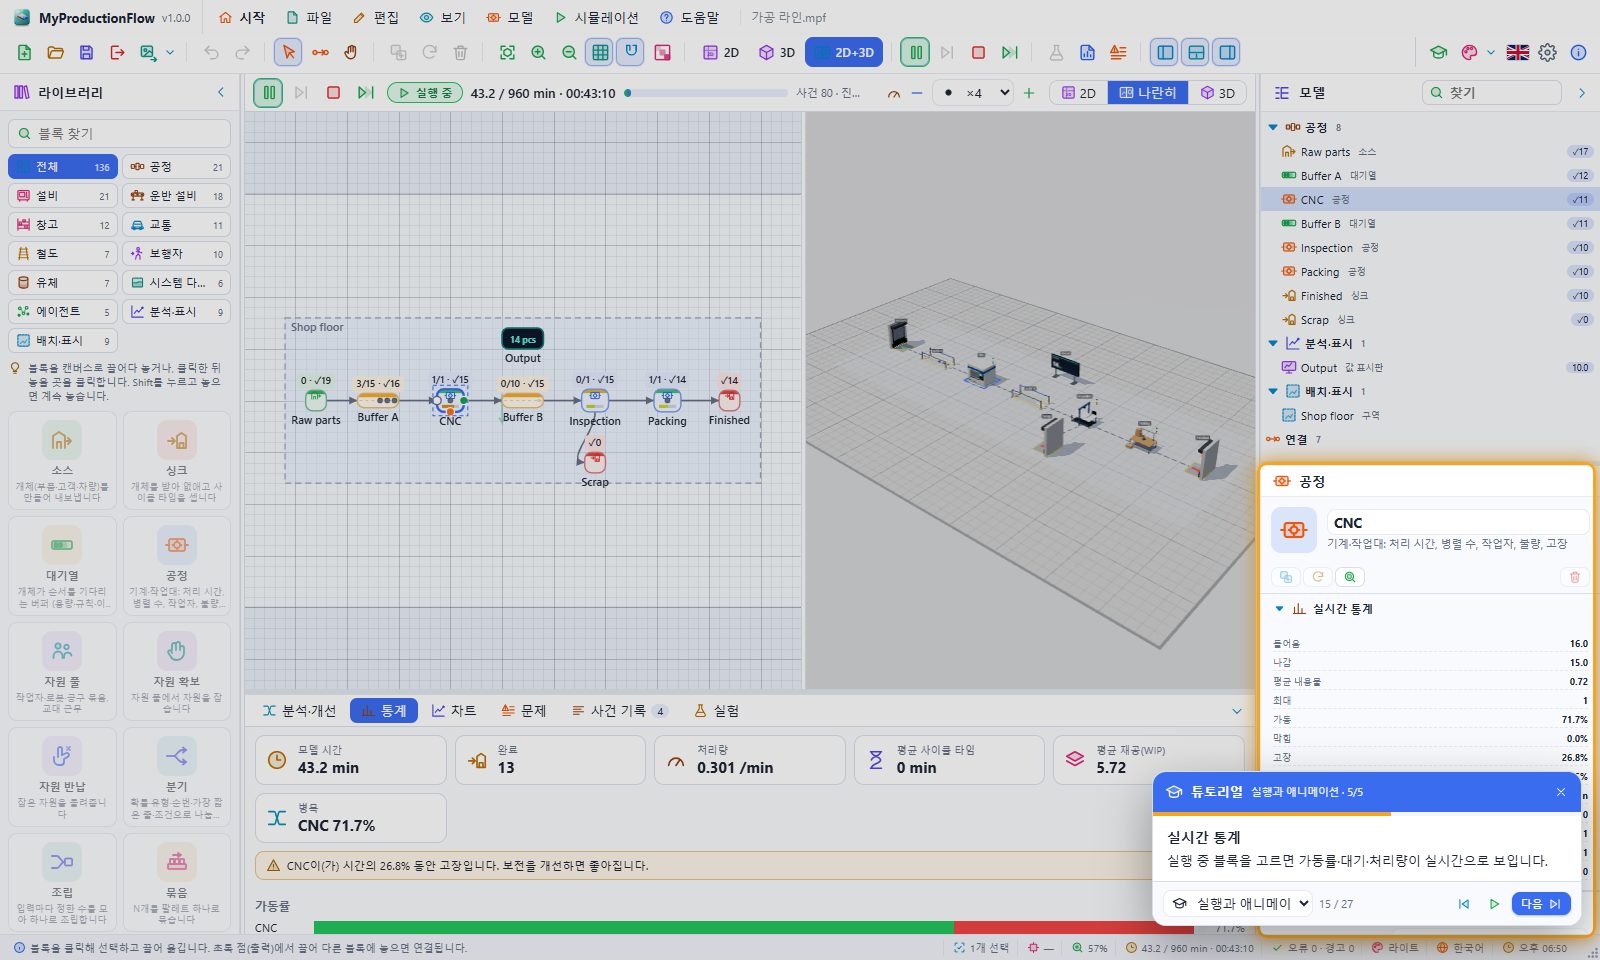 MyProductionFlow v1.0.0 시작 파일 편집 보기 모델 시뮬레이션 도움말 가공 라인.mpf
2D 3D 2D+3D
라이브러리
블록 찾기
전체 136 공정 21
설비 21 운반 설비 18
창고 12 교통 11
철도 7 보행자 10
유체 7 시스템 다... 6
에이전트 5 분석·표시 9
배치·표시 9
블록을 캔버스로 끌어다 놓거나, 클릭한 뒤
놓을 곳을 클릭합니다. Shift를 누르고 놓으
면 계속 놓습니다.
소스
개체(부품·고객·차량)를
만들어 내보냅니다
싱크
개체를 받아 없애고 사
이클 타임을 셉니다
대기열
개체가 순서를 기다리
는 버퍼 (용량·규칙·이...
공정
기계·작업대: 처리 시간,
병렬 수, 작업자, 불량...
자원 풀
작업자·로봇·공구 묶음,
교대 근무
자원 확보
자원 풀에서 자원을 잡
습니다
자원 반납
잡은 자원을 돌려줍니
다
분기
확률·유형·순번·가장 짧
은 줄·조건으로 나눕...
조립
입력마다 정한 수를 모
아 하나로 조립합니다
묶음
N개를 팔레트 하나로
묶습니다
실행 중 43.2 / 960 min · 00:43:10 사건 80 · 진... ×4 2D 나란히 3D
Shop floor
14 pcs
Output
0 · ✓19 3/15 · ✓16 1/1 · ✓15 0/10 · ✓15 0/1 · ✓15 1/1 · ✓14 ✓14
Raw parts Buffer A CNC Buffer B Inspection Packing Finished
✓0
Scrap
분석·개선 통계 차트 문제 사건 기록 4 실험
모델 시간
43.2 min
완료
13
처리량
0.301 /min
평균 사이클 타임
0 min
평균 재공(WIP)
5.72
병목
CNC 71.7%
CNC이(가) 시간의 26.8% 동안 고장입니다. 보전을 개선하면 좋아집니다.
가동률
CNC 71.7%
모델 찾기
공정 8
Raw parts 소스 ✓17
Buffer A 대기열 ✓12
CNC 공정 ✓11
Buffer B 대기열 ✓11
Inspection 공정 ✓10
Packing 공정 ✓10
Finished 싱크 ✓10
Scrap 싱크 ✓0
분석·표시 1
Output 값 표시판 10.0
배치·표시 1
Shop floor 구역
연결 7
공정
CNC
기계·작업대: 처리 시간, 병렬 수, 작업자, 불량, 고장
실시간 통계
들어옴 16.0
나감 15.0
평균 내용물 0.72
최대 1
가동 71.7%
막힘 0.0%
고장 26.8%
튜토리얼 실행과 애니메이션 · 5/5
실시간 통계
실행 중 블록을 고르면 가동률·대기·처리량이 실시간으로 보입니다.
실행과 애니메이 15 / 27 다음
블록을 클릭해 선택하고 끌어 옮깁니다. 초록 점(출력)에서 끌어 다른 블록에 놓으면 연결됩니다.
1개 선택 — 57% 43.2 / 960 min · 00:43:10 오류 0 · 경고 0 라이트 한국어 오후 06:50